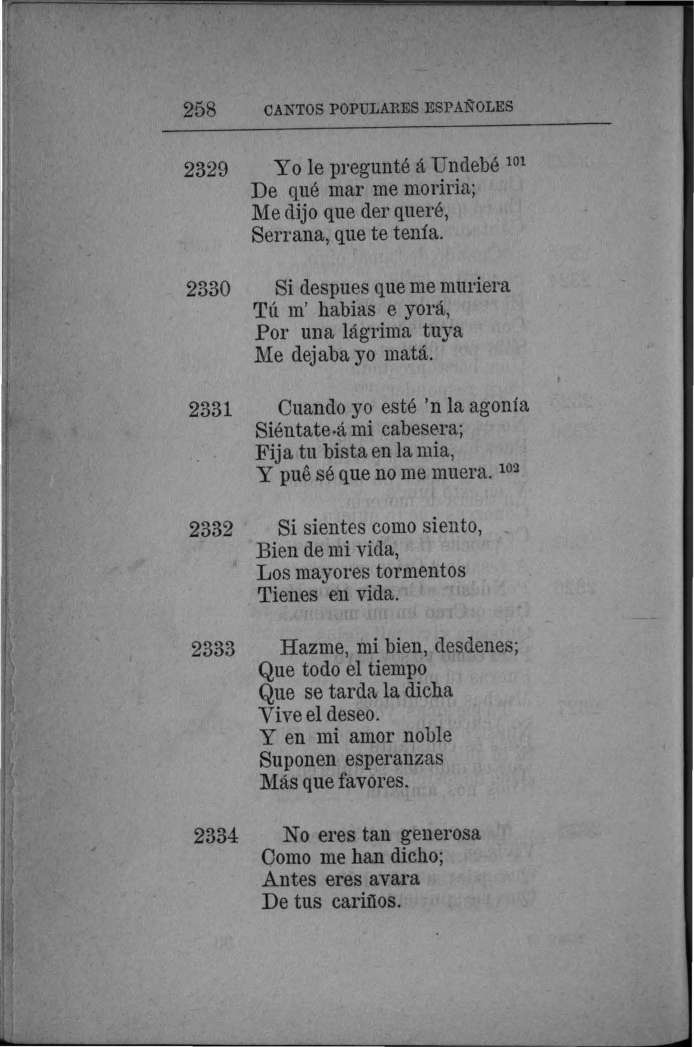 258 CANTOS POPULARES ESPAÑOLES
2329 Yo le pregunté á Undebé 101
De qué mar me moriria;
Me dijo que der queré,
Serrana, que te tenía.
2330 Si despues que me muriera
Tú m' habias e yorá,
Por una lágrima tuya
Me dejaba yo matá.
2331 Cuando yo esté 'n la agonía
Siéntate á mi cabesera;
Fija tu bista en la mia,
Y puê sé que no me muera. 102
2332 Si sientes como siento,
Bien de mi vida,
Los mayores tormentos
Tienes en vida.
2333 Hazme, mi bien, desdenes;
Que todo el tiempo
Que se tarda la dicha
Vive el deseo.
Y en mi amor noble
Suponen esperanzas
Más que favores.
2334 No eres tan generosa
Como me han dicho;
Antes eres avara
De tus cariños.